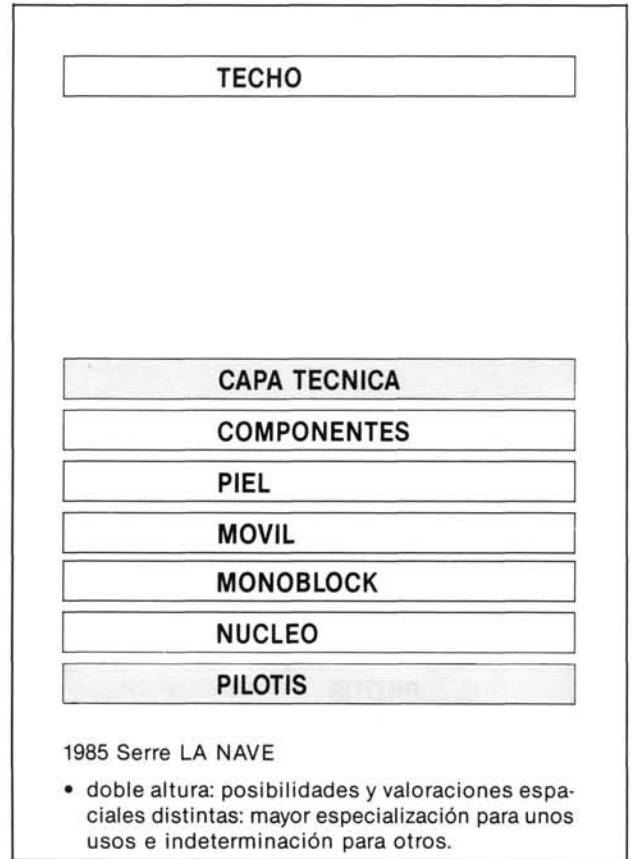 TECHO
CAPA TECNICA
COMPONENTES
PIEL
MOVIL
MONOBLOCK
NUCLEO
PILOTIS
1985 Serre LA NAVE
• doble altura: posibilidades y valoraciones espa-
ciales distintas: mayor especialización para unos
usos e indeterminación para otros.